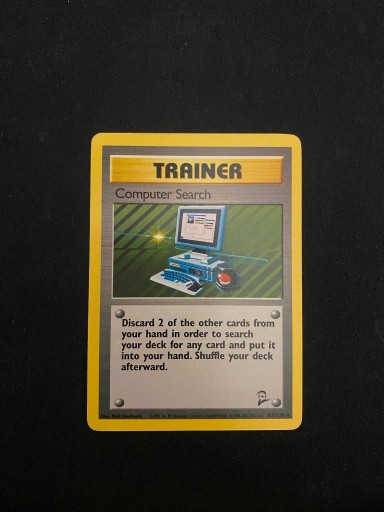 TRAINER
Computer Search
Discard 2 of the other cards from
your hand in order to search
your deck for any card and put it
into your hand. Shuffle your deck
afterward.